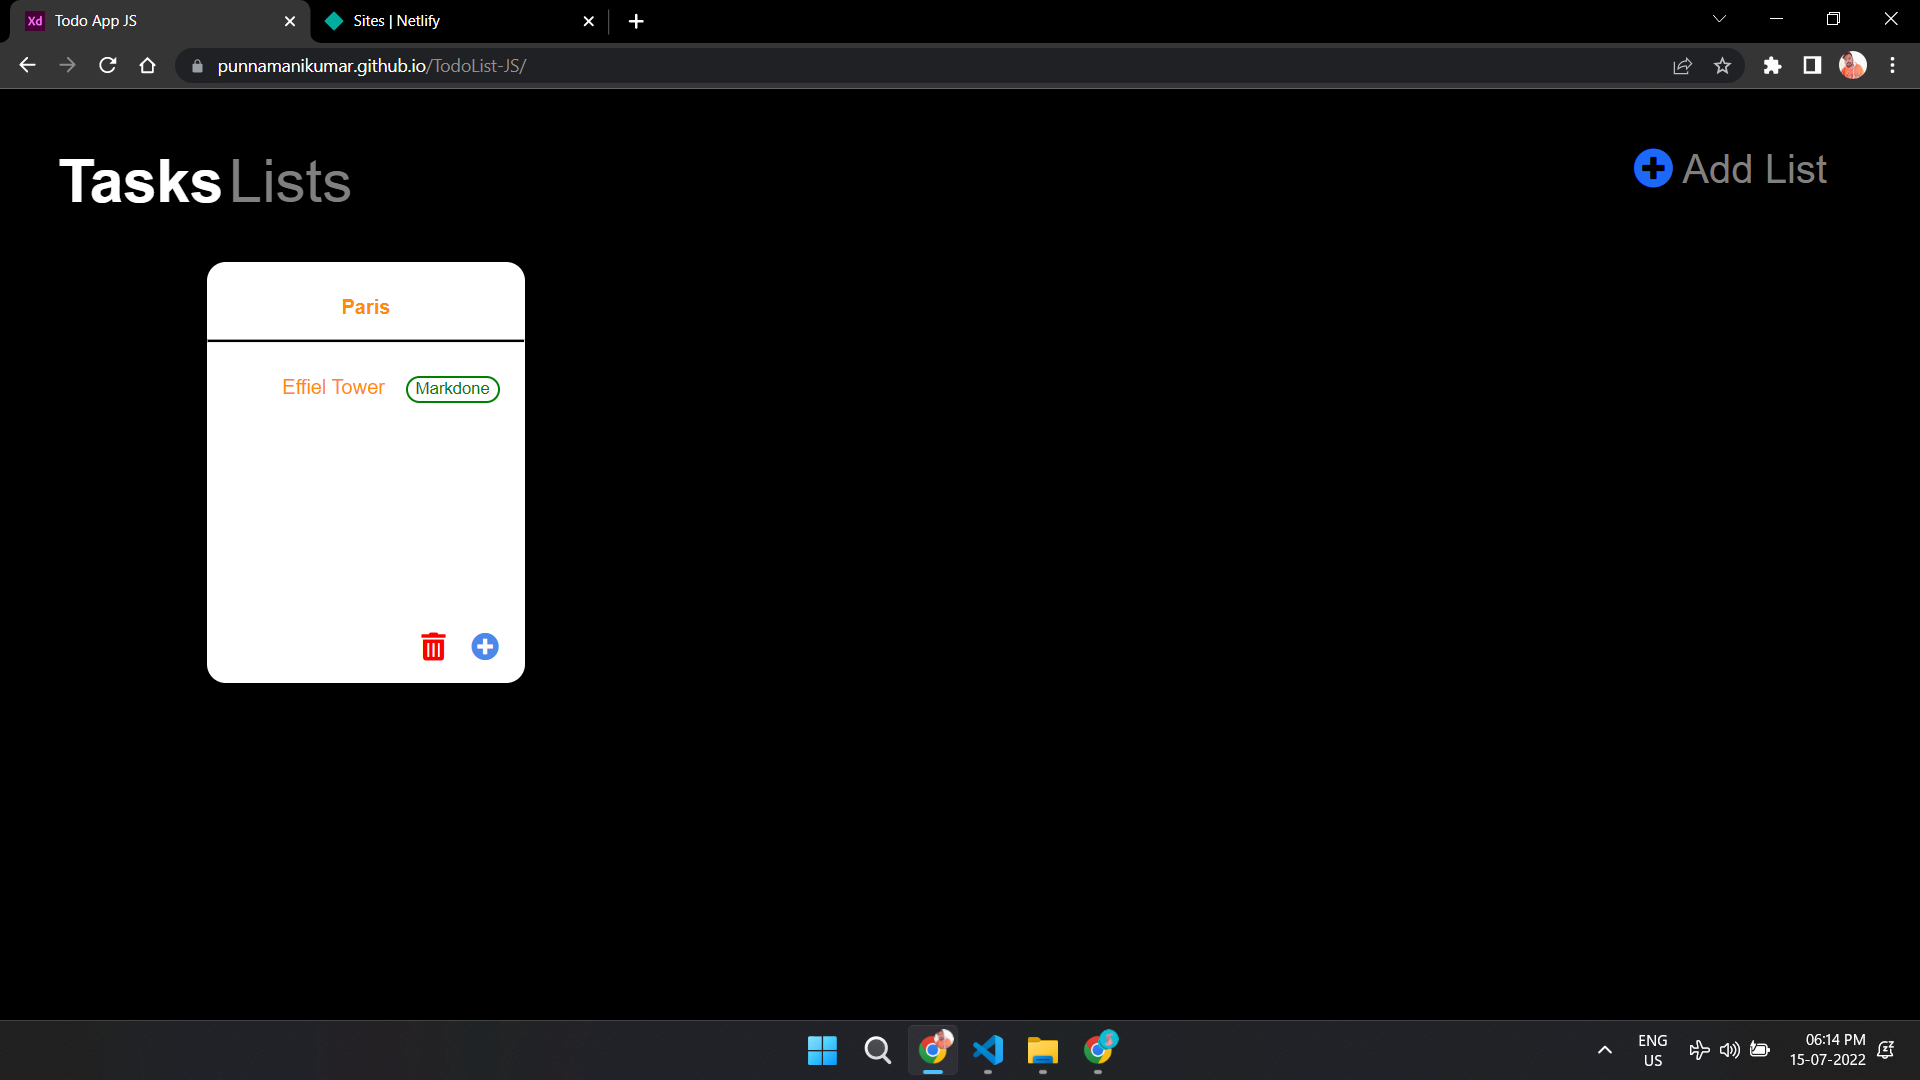 Xd Todo App JS
Sites | Netlify
punnamanikumar.github.io/TodoList-JS/
Tasks Lists
Add List
Paris
Effiel Tower Markdone
ENG
US
06:14 PM
15-07-2022